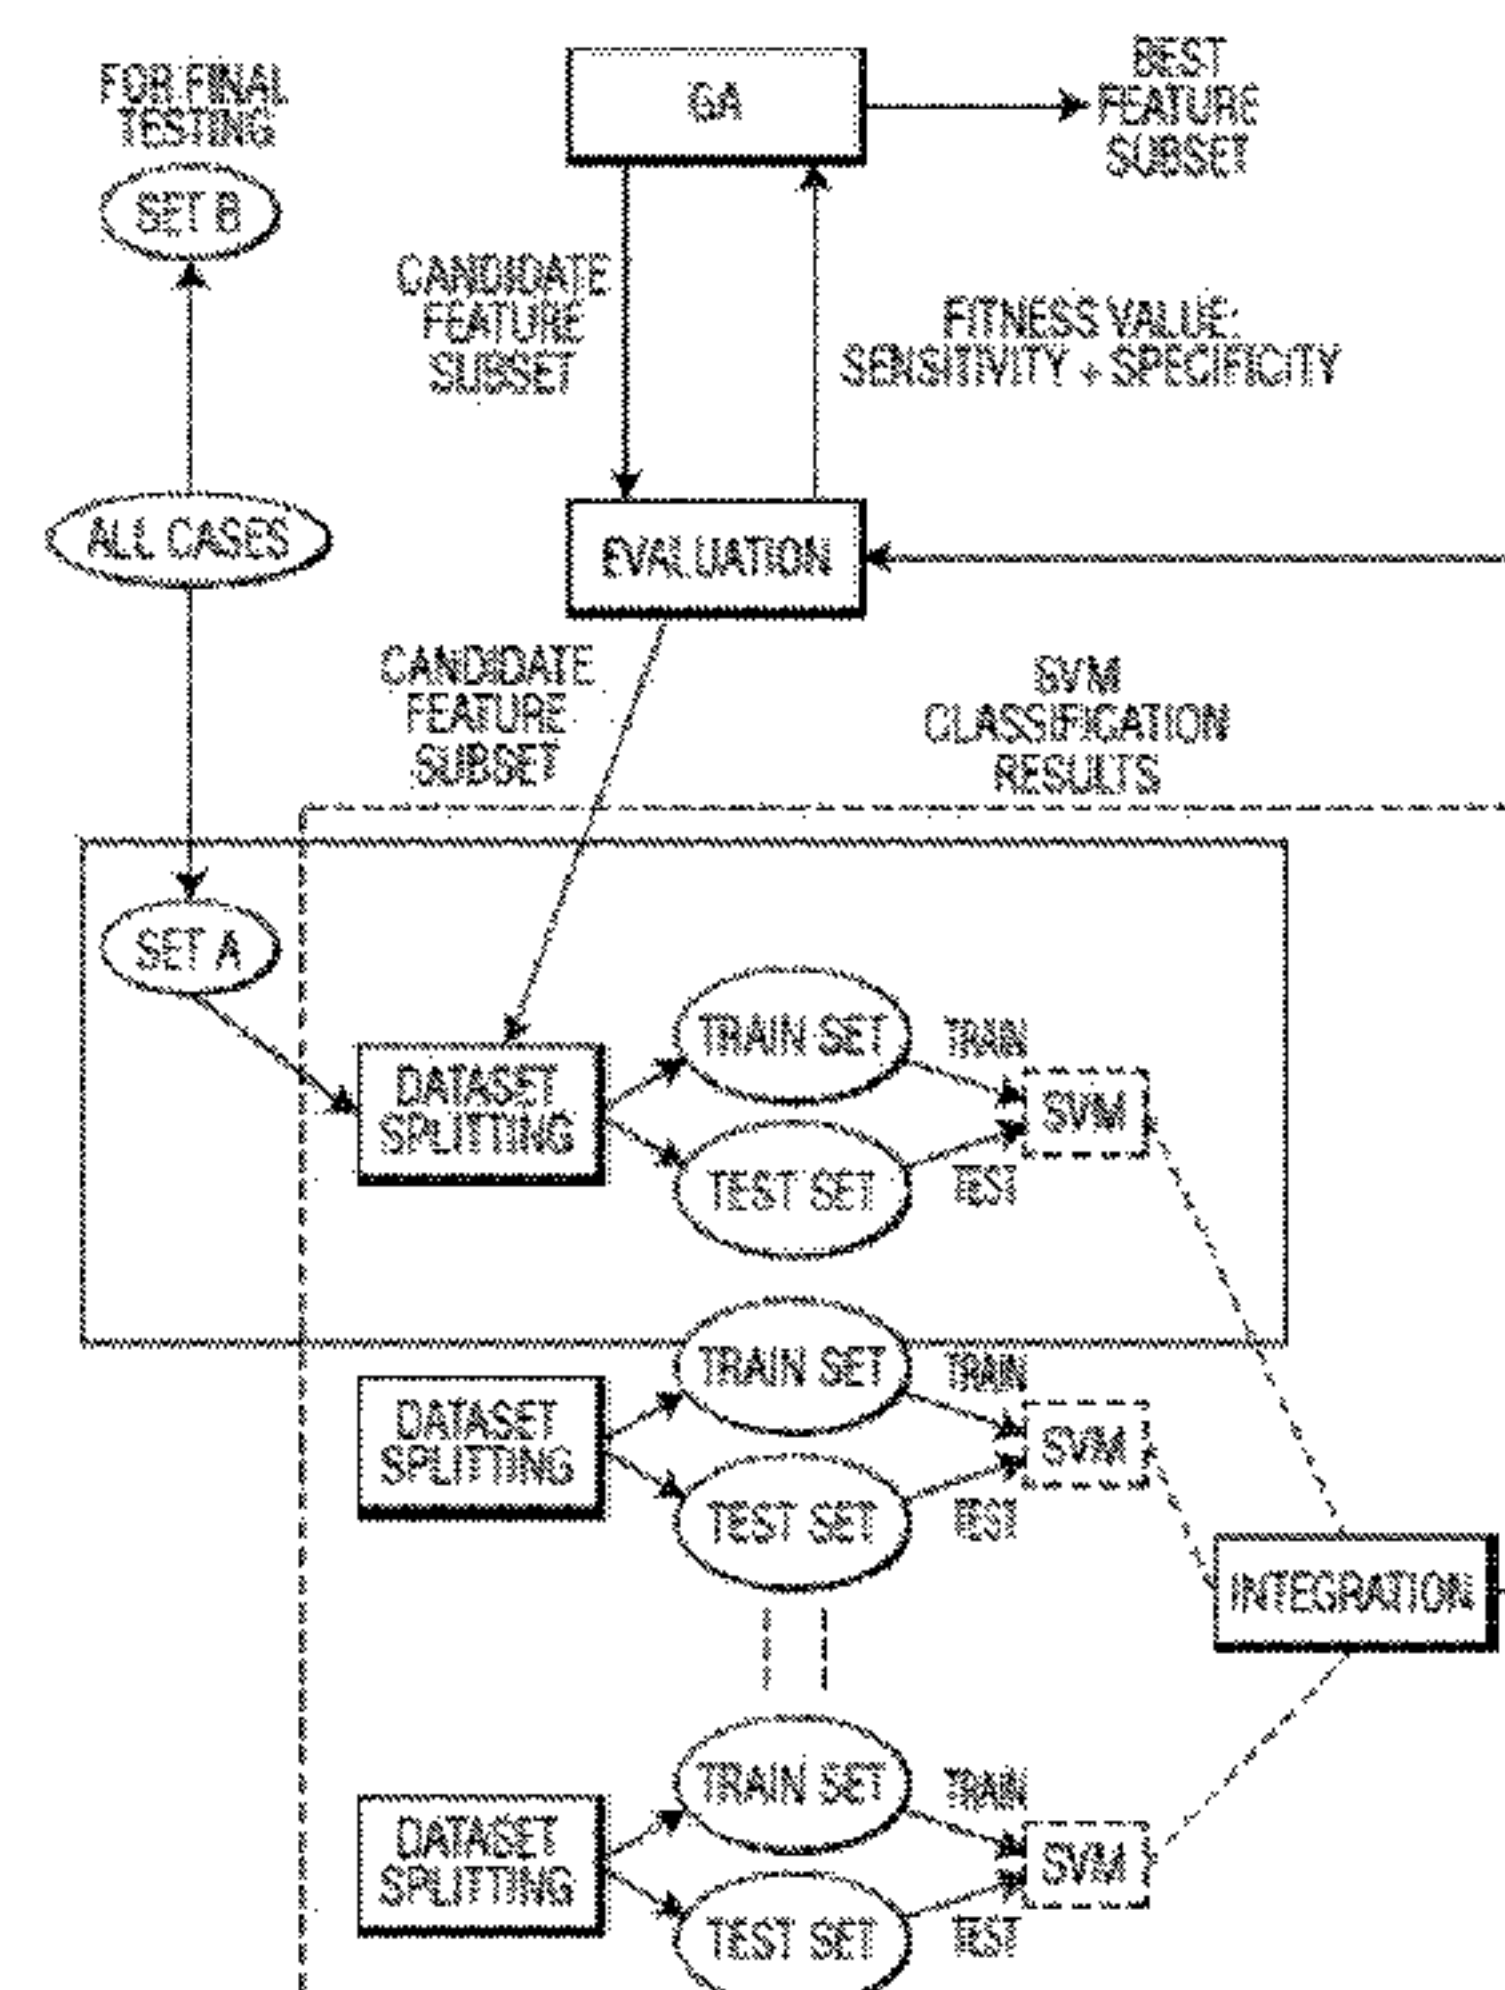 FOR FINAL
TESTING
SET B
GA
BEST
FEATURE
SUBSET
CANDIDATE
FEATURE
SUBSET
FITNESS VALUE:
SENSITIVITY + SPECIFICITY
ALL CASES
EVALUATION
CANDIDATE
FEATURE
SUBSET
SVM
CLASSIFICATION
RESULTS
SET A
DATASET
SPLITTING
TRAIN SET
TRAIN
SVM
TEST SET
TEST
DATASET
SPLITTING
TRAIN SET
TRAIN
SVM
TEST SET
TEST
INTEGRATION
DATASET
SPLITTING
TRAIN SET
TRAIN
SVM
TEST SET
TEST